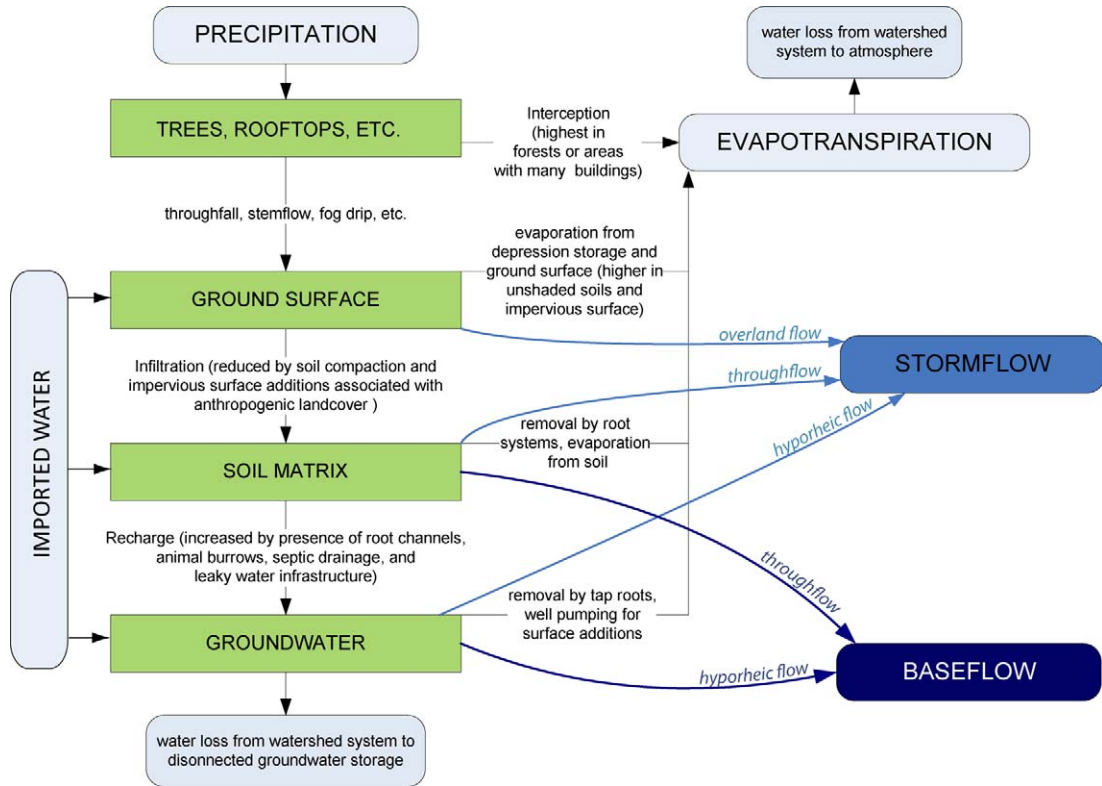 PRECIPITATION
water loss from watershed
system to atmosphere
TREES, ROOFTOPS, ETC.
Interception
(highest in
forests or areas
with many buildings)
EVAPOTRANSPIRATION
throughfall, stemflow, fog drip, etc.
evaporation from
depression storage and
ground surface (higher in
unshaded soils and
impervious surface)
IMPORTED WATER
GROUND SURFACE
overland flow
STORMFLOW
Infiltration (reduced by soil compaction and
impervious surface additions associated with
anthropogenic landcover )
throughflow
hyporheic flow
removal by root
systems, evaporation
from soil
SOIL MATRIX
Recharge (increased by presence of root channels,
animal burrows, septic drainage, and
leaky water infrastructure)
throughflow
removal by tap roots,
well pumping for
surface additions
GROUNDWATER
hyporheic flow
BASEFLOW
water loss from watershed system to
disonnected groundwater storage